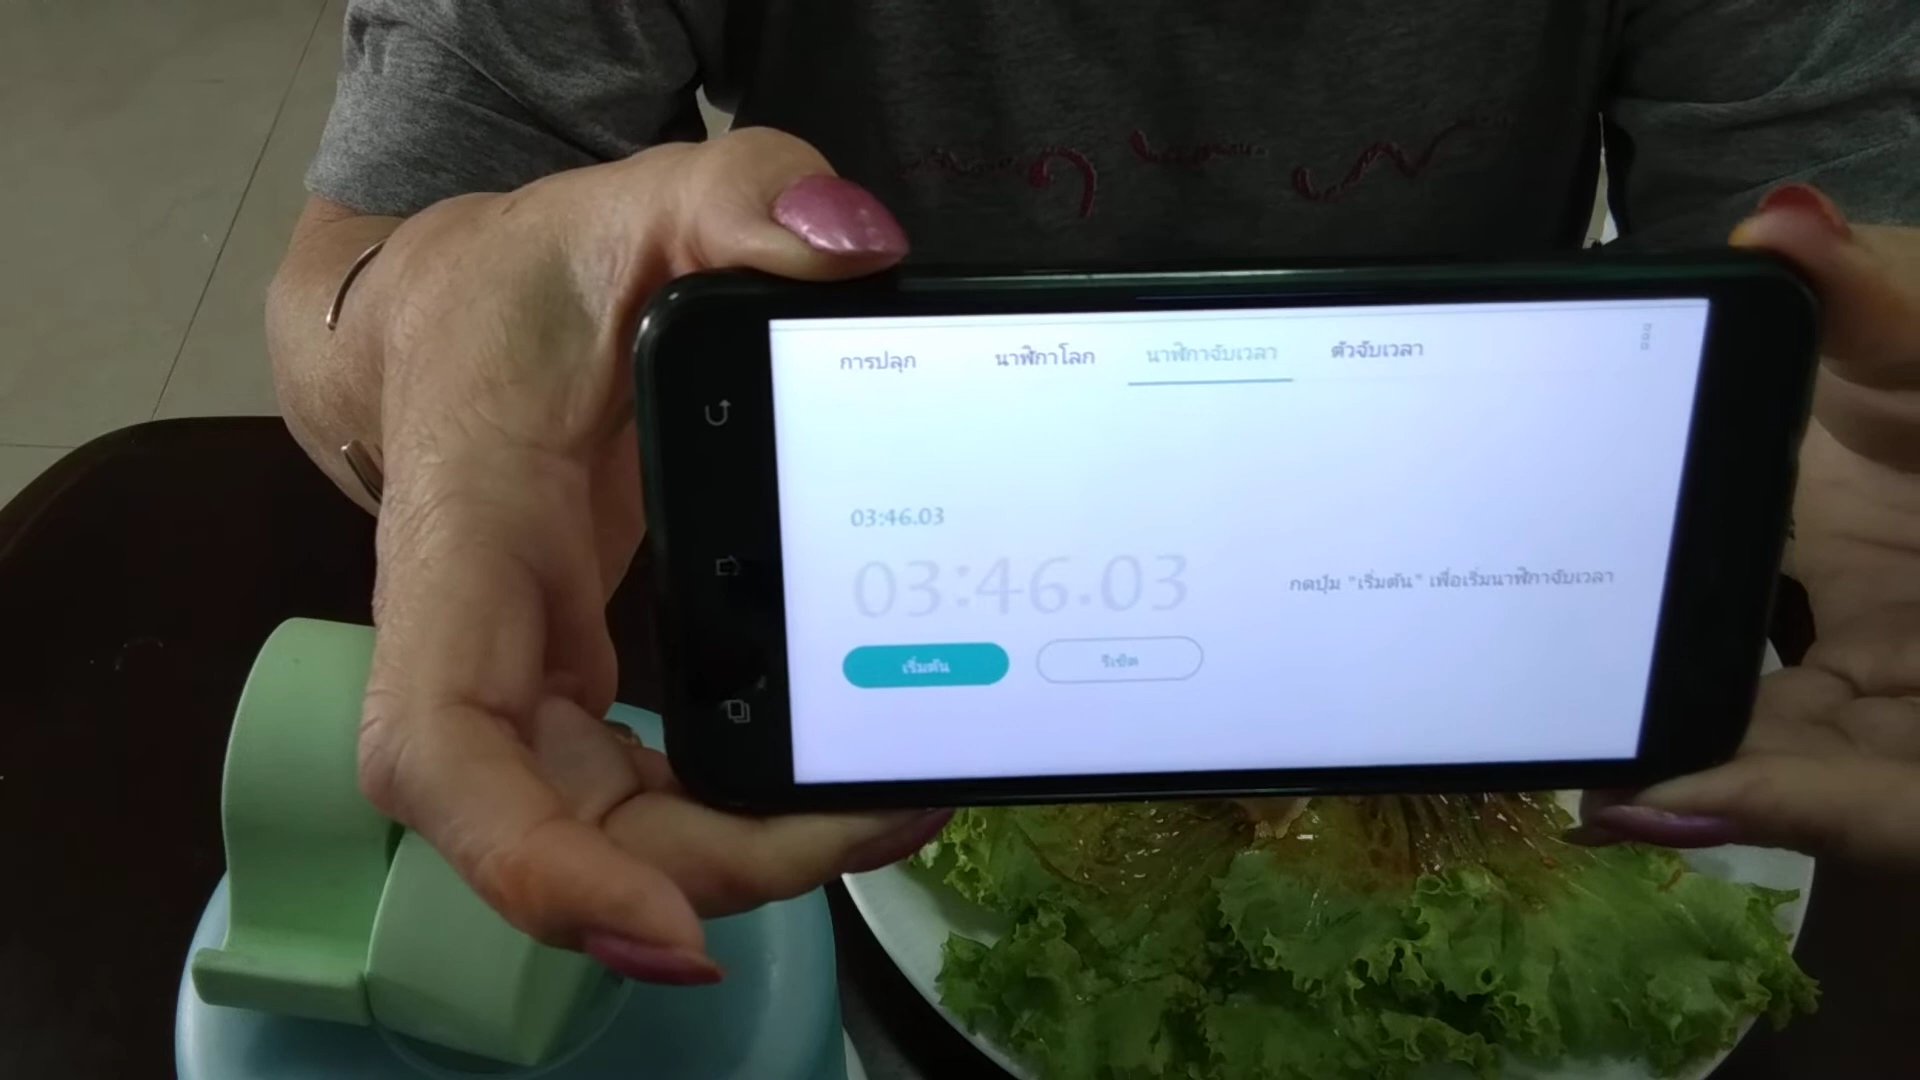 การปลุก นาฬิกาโลก นาฬิกาจับเวลา ตัวจับเวลา
03:46.03
03:46.03
กดปุ่ม "เริ่มต้น" เพื่อเริ่มนาฬิกาจับเวลา
เริ่มต้น รีเซ็ต